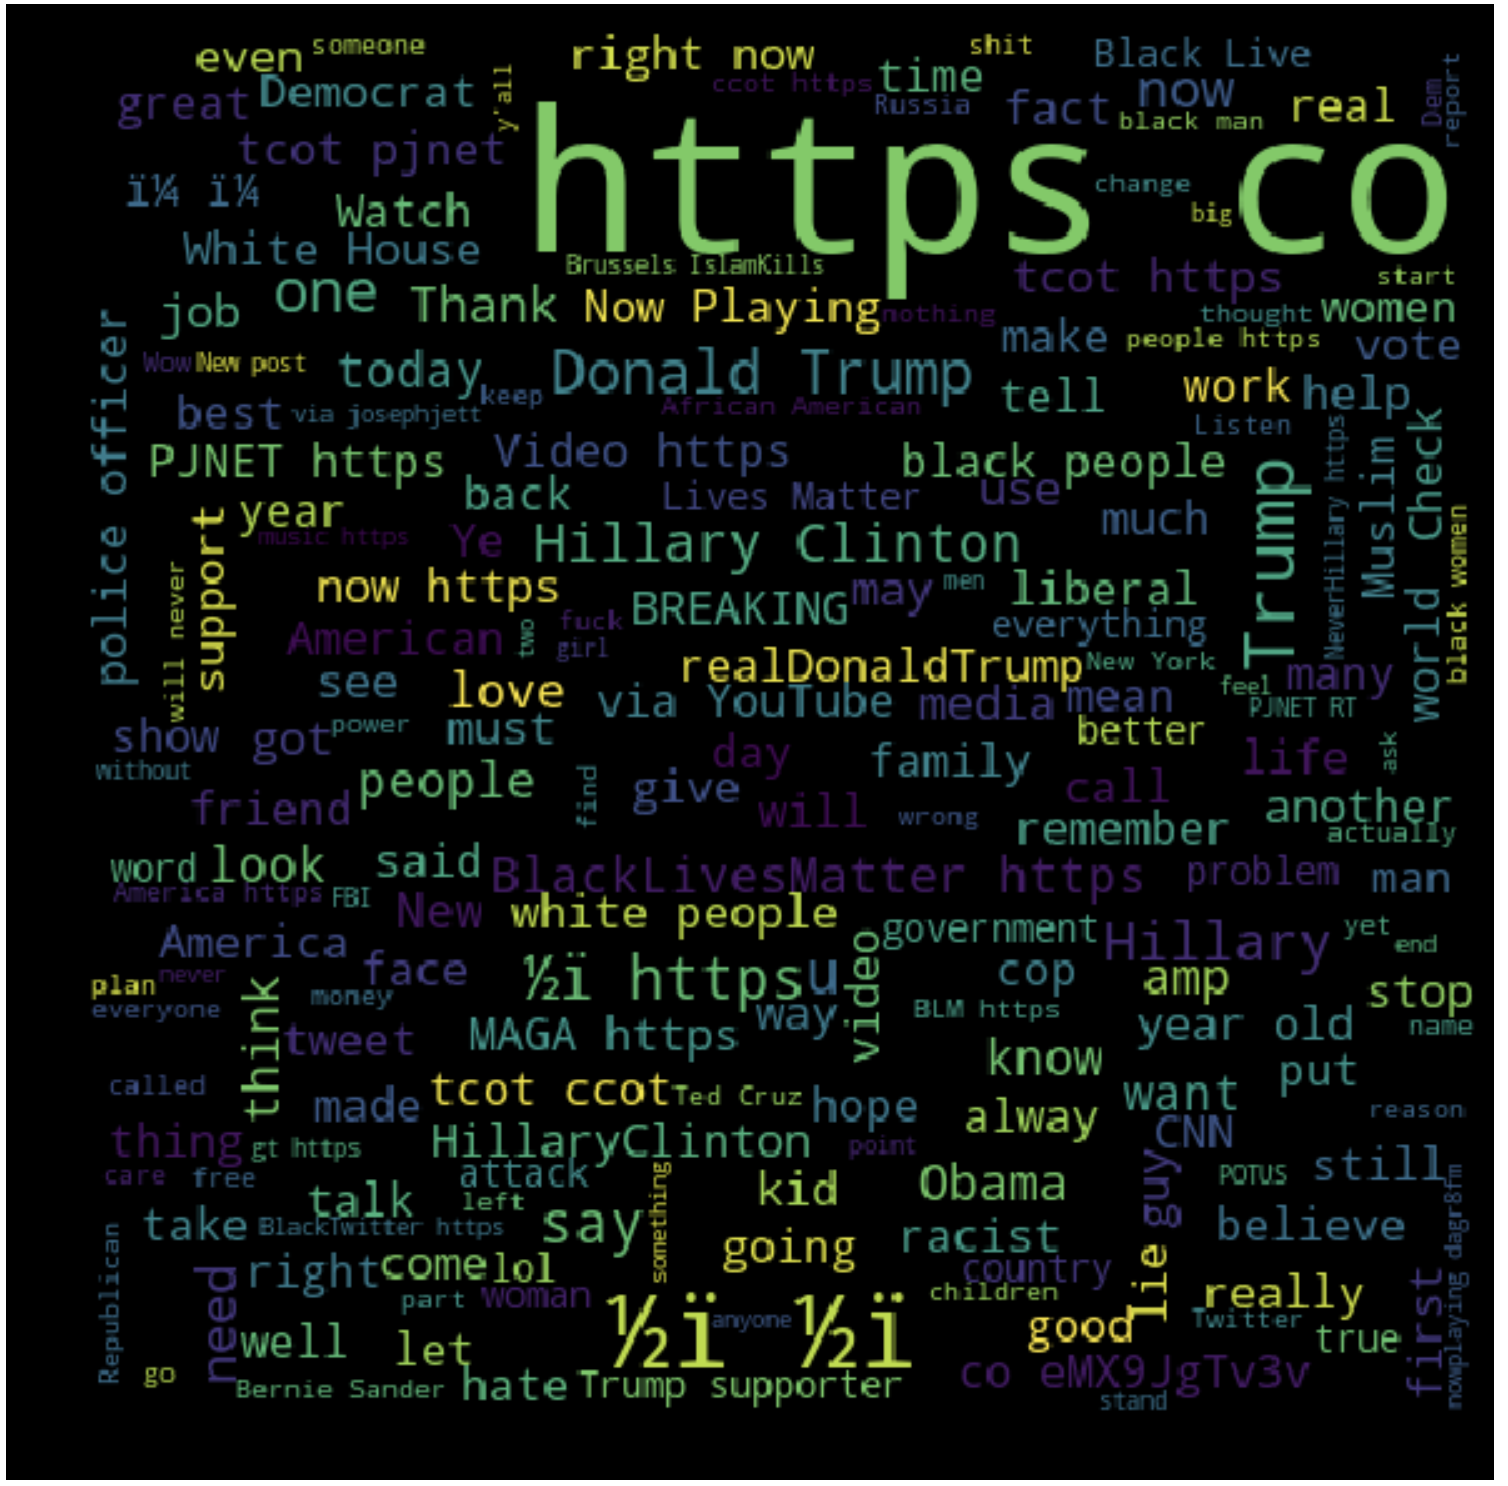 even
someone
right now
shit
Black Live
great
Democrat
y'all
ccot https
time
Russia
fact
now
black man
real
Dem
report
tcot pjnet
https co
ï¼ ï¼
Watch
change
big
White House
Brussels IslamKills
tcot https
start
job
one
Thank
Now Playing
nothing
thought
women
police officer
Wow
New post
today
keep
Donald Trump
make
people https
vote
best
via josephjett
African American
tell
work
help
Listen
PJNET https
Video https
black people
Trump
NeverHillary https
Muslim
world Check
back
Lives Matter
use
much
support
year
music https
Ye
Hillary Clinton
black women
will never
now https
BREAKING
may
men
liberal
American
two
fuck
girl
everything
see
love
realDonaldTrump
New York
feel
many
via YouTube
media
mean
PJNET RT
show
got
power
must
better
without
day
family
life
ask
people
find
give
call
friend
will
wrong
another
remember
actually
word
look
said
BlackLivesMatter https
problem
man
America https
FBI
New
white people
government
Hillary
yet
end
America
face
½ï https
u
video
cop
amp
stop
plan
never
everyone
think
money
way
BLM https
name
tweet
MAGA https
year old
know
put
called
made
tcot ccot
Ted Cruz
hope
alway
want
reason
thing
gt https
HillaryClinton
point
CNN
care
free
attack
kid
Obama
guy
POTUS
still
talk
left
something
take
BlackTwitter https
say
going
racist
believe
nowplaying dagr8fm
Republican
need
right
come
lol
country
lie
children
really
first
part
woman
½ï ½ï
anyone
good
Twitter
true
well
let
go
Bernie Sander
hate
Trump supporter
co eMX9JgTv3v
stand